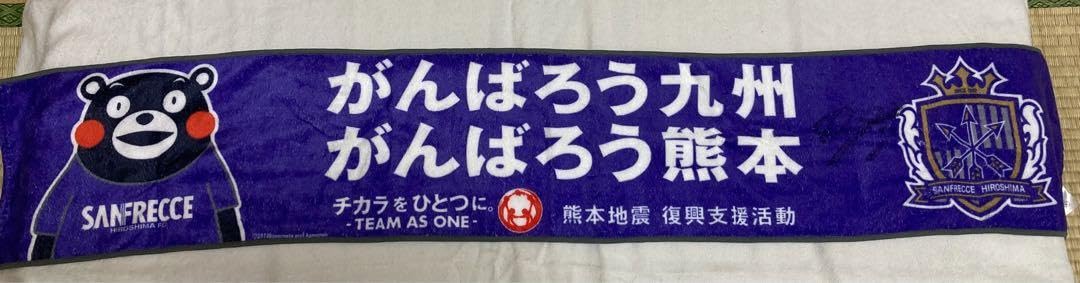 がんばろう九州
がんばろう熊本
SANFRECCE
HIROSHIMA FC
チカラをひとつに。
-TEAM AS ONE-
熊本地震 復興支援活動
SANFRECCE HIROSHIMA